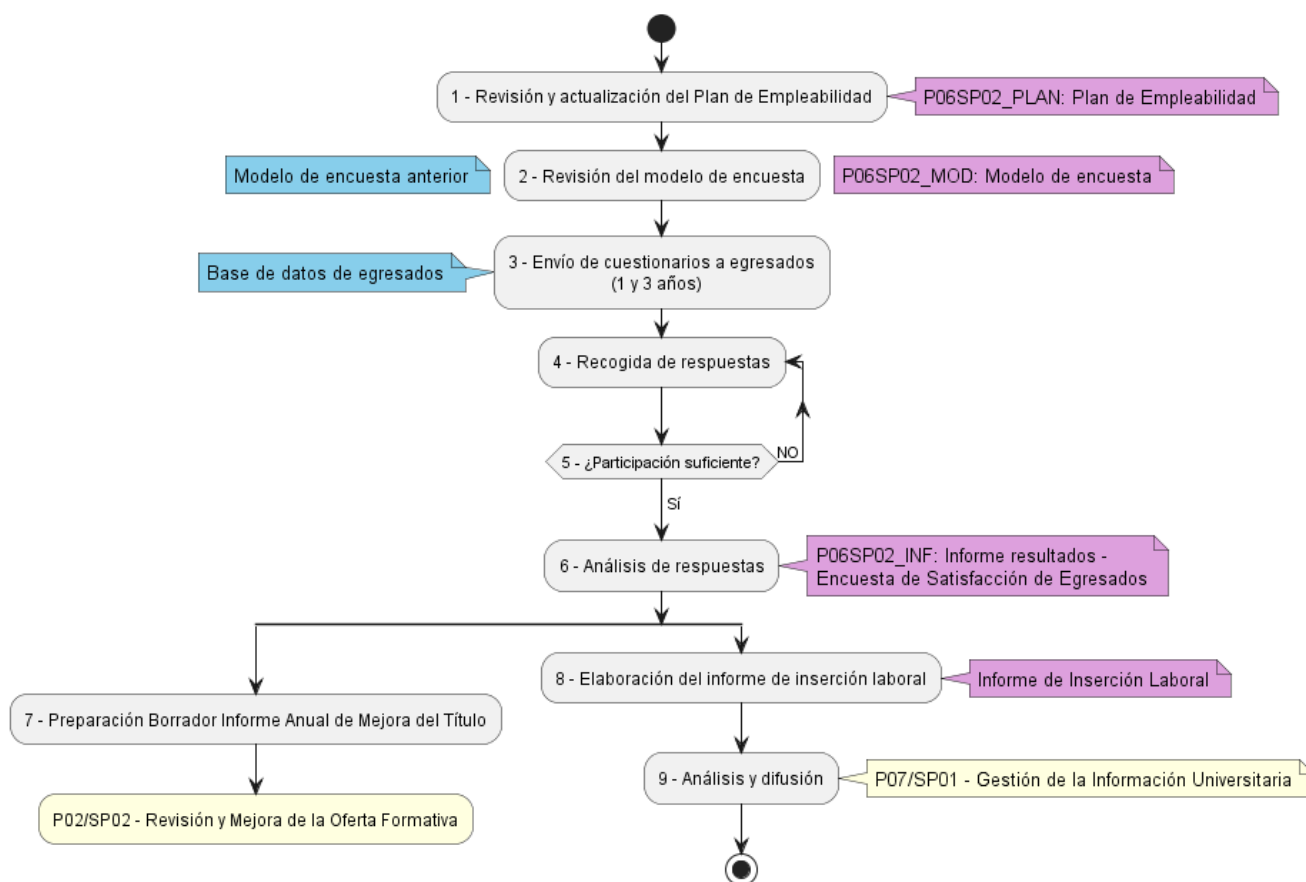 1 - Revisión y actualización del Plan de Empleabilidad
P06SP02_PLAN: Plan de Empleabilidad
Modelo de encuesta anterior
2 - Revisión del modelo de encuesta
P06SP02_MOD: Modelo de encuesta
Base de datos de egresados
3 - Envío de cuestionarios a egresados
(1 y 3 años)
4 - Recogida de respuestas
5 - ¿Participación suficiente?
NO
Sí
6 - Análisis de respuestas
P06SP02_INF: Informe resultados -
Encuesta de Satisfacción de Egresados
7 - Preparación Borrador Informe Anual de Mejora del Título
8 - Elaboración del informe de inserción laboral
Informe de Inserción Laboral
9 - Análisis y difusión
P07/SP01 - Gestión de la Información Universitaria
P02/SP02 - Revisión y Mejora de la Oferta Formativa